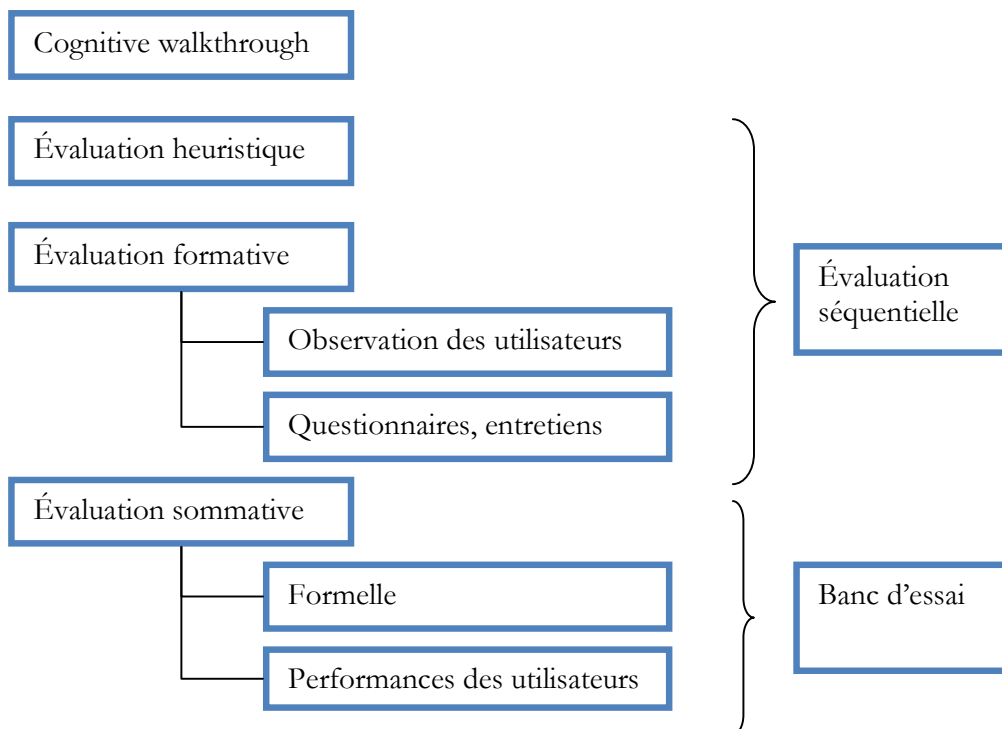 Cognitive walkthrough
Évaluation heuristique
Évaluation formative
Observation des utilisateurs
Questionnaires, entretiens
Évaluation
séquentielle
Évaluation sommative
Formelle
Performances des utilisateurs
Banc d'essai